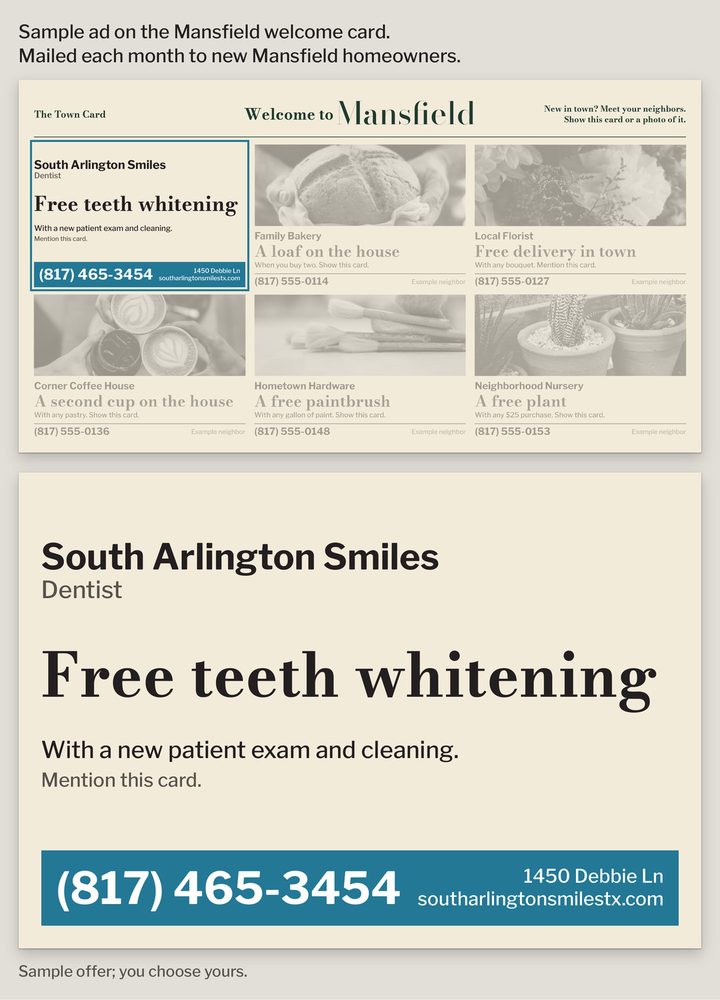 Sample ad on the Mansfield welcome card.
Mailed each month to new Mansfield homeowners.
The Town Card
Welcome to Mansfield
New in town? Meet your neighbors.
Show this card or a photo of it.
South Arlington Smiles
Dentist
Free teeth whitening
With a new patient exam and cleaning.
Mention this card.
(817) 465-3454
1450 Debbie Ln
southarlingtonsmilestx.com
Family Bakery
A loaf on the house
When you buy two. Show this card.
(817) 555-0114
Example neighbor
Local Florist
Free delivery in town
With any bouquet. Mention this card.
(817) 555-0127
Example neighbor
Corner Coffee House
A second cup on the house
With any pastry. Show this card.
(817) 555-0136
Example neighbor
Hometown Hardware
A free paintbrush
With any gallon of paint. Show this card.
(817) 555-0148
Example neighbor
Neighborhood Nursery
A free plant
With any $25 purchase. Show this card.
(817) 555-0153
Example neighbor
South Arlington Smiles
Dentist
Free teeth whitening
With a new patient exam and cleaning.
Mention this card.
(817) 465-3454
1450 Debbie Ln
southarlingtonsmilestx.com
Sample offer; you choose yours.